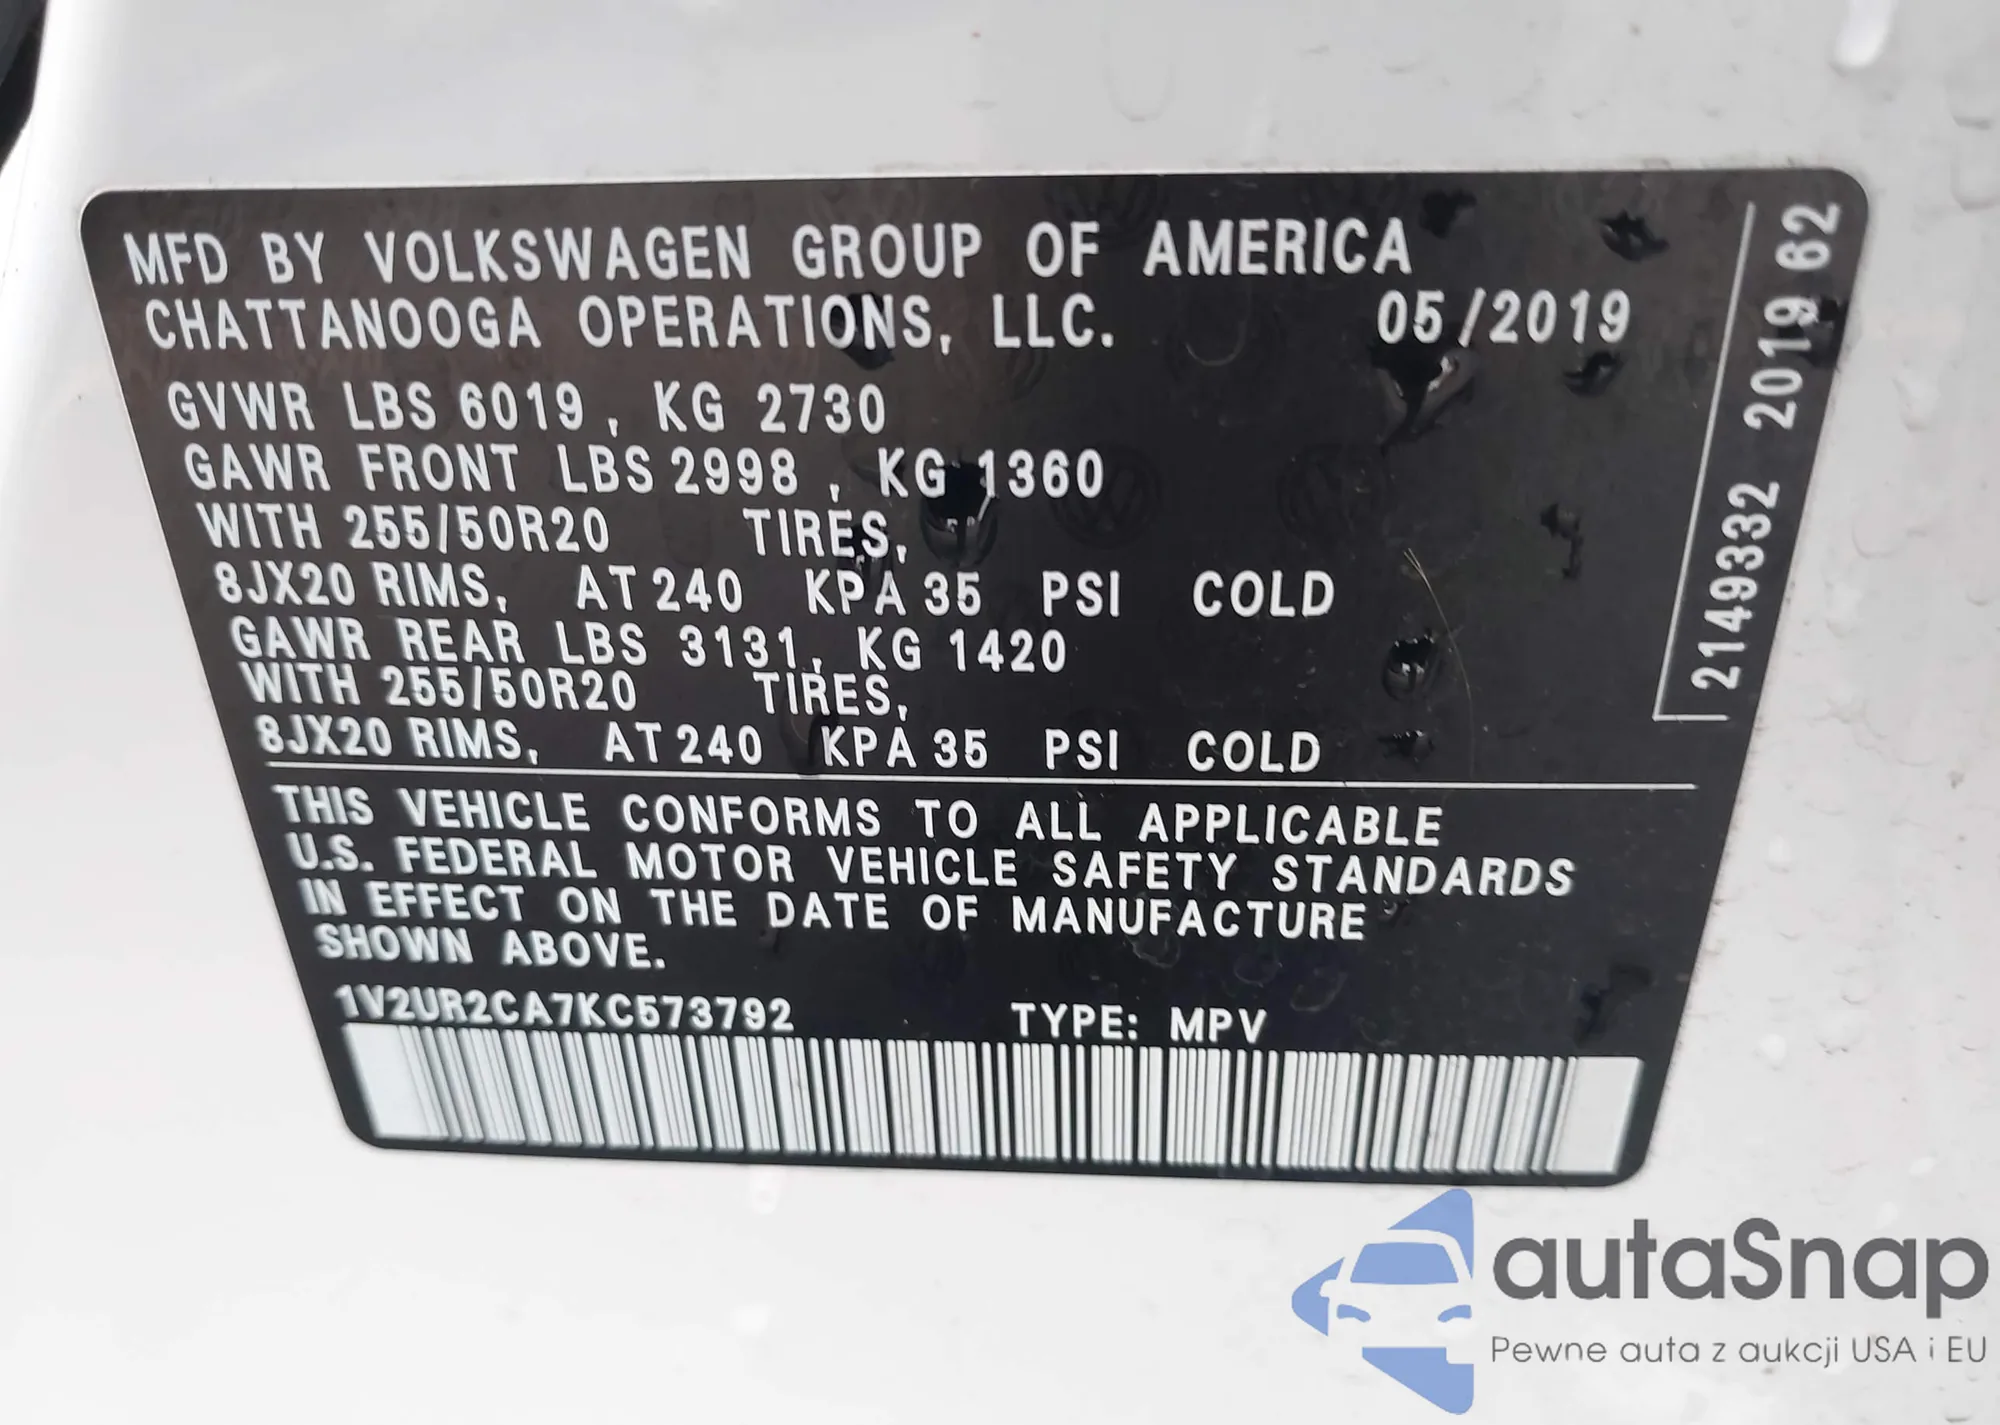 MFD BY VOLKSWAGEN GROUP OF AMERICA
CHATTANOOGA OPERATIONS, LLC. 05/2019
GVWR LBS 6019, KG 2730
GAWR FRONT LBS 2998, KG 1360
WITH 255/50R20 TIRES,
8JX20 RIMS, AT 240 KPA 35 PSI COLD
GAWR REAR LBS 3131, KG 1420
WITH 255/50R20 TIRES,
8JX20 RIMS, AT 240 KPA 35 PSI COLD
THIS VEHICLE CONFORMS TO ALL APPLICABLE
U.S. FEDERAL MOTOR VEHICLE SAFETY STANDARDS
IN EFFECT ON THE DATE OF MANUFACTURE
SHOWN ABOVE.
1V2UR2CA7KC573792 TYPE: MPV
2149332 2019 62
autaSnap
Pewne auta z aukcji USA i EU